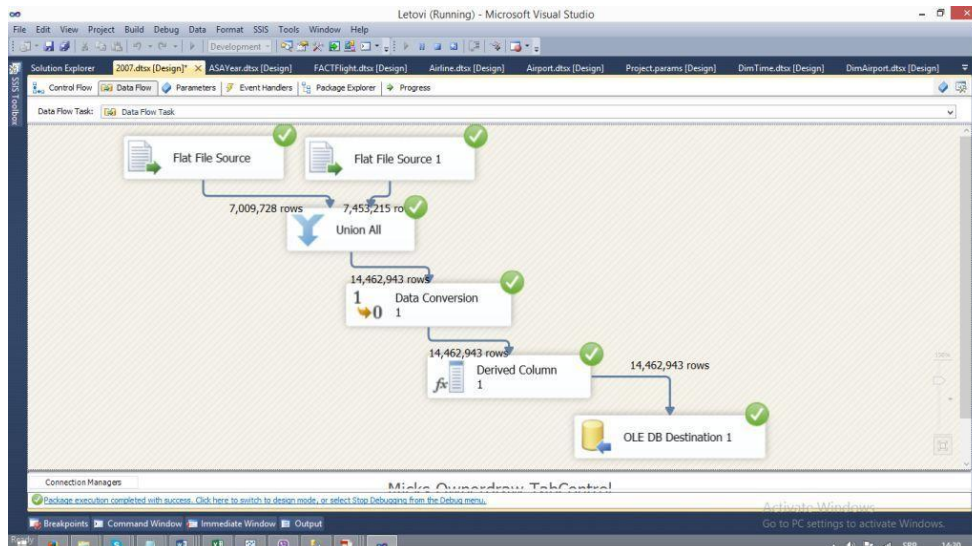 Letovi (Running) - Microsoft Visual Studio
File Edit View Project Build Debug Data Format SSIS Tools Window Help
Development
SSIS Toolbox
Solution Explorer 2007.dtsx [Design]* ASAYear.dtsx [Design] FACTFlight.dtsx [Design] Airline.dtsx [Design] Airport.dtsx [Design] Project.params [Design] DimTime.dtsx [Design] DimAirport.dtsx [Design]
Control Flow Data Flow Parameters Event Handlers Package Explorer Progress
Data Flow Task: Data Flow Task
Flat File Source
Flat File Source 1
7,009,728 rows
7,453,215 ro
Union All
14,462,943 rows
Data Conversion
1
14,462,943 rows
Derived Column
1
14,462,943 rows
OLE DB Destination 1
Connection Managers
Package execution completed with success. Click here to switch to design mode, or select Stop Debugging from the Debug menu.
Activate Windows
Go to PC settings to activate Windows.
Breakpoints Command Window Immediate Window Output
Ready
SRP 14:30